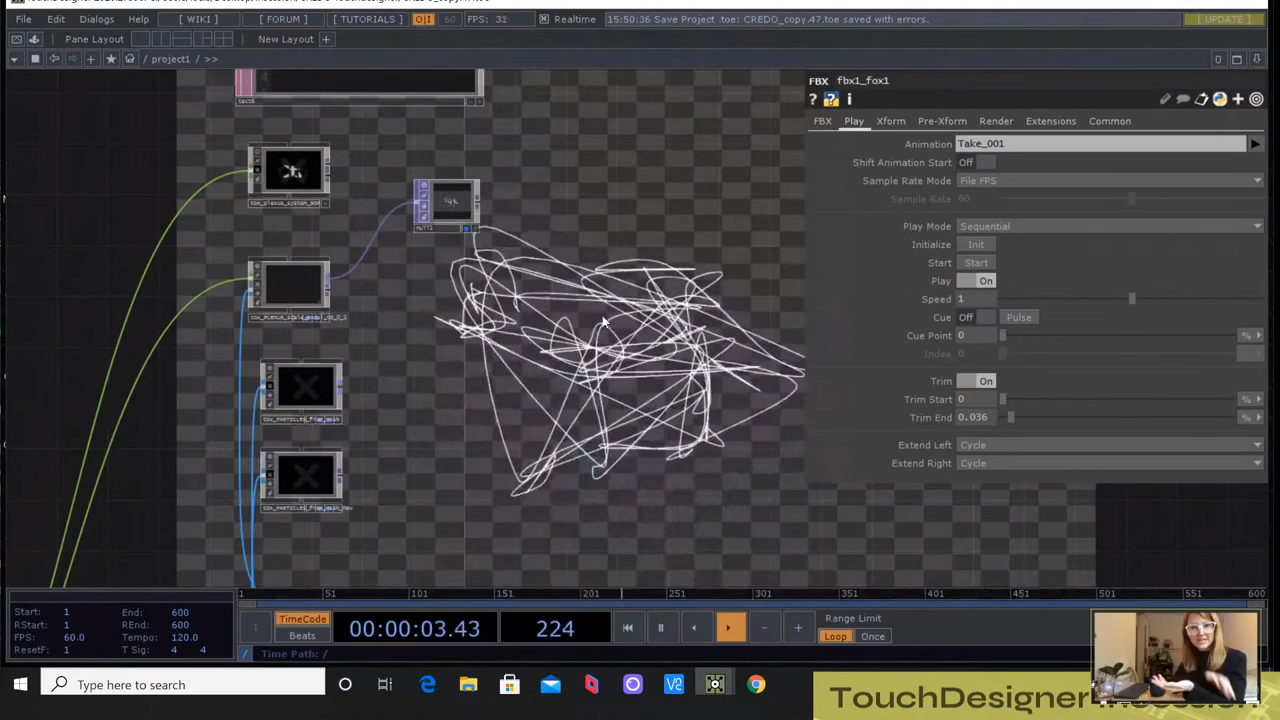 File Edit Dialogs Help [ WIKI ] [ FORUM ] [ TUTORIALS ] O|I 60 FPS: 31 Realtime 15:50:36 Save Project .toe: CREDO_copy.47.toe saved with errors. [ UPDATE ]
Pane Layout New Layout +
/ project1 / >> 0
FBX fbx1_fox1
? ? i
FBX Play Xform Pre-Xform Render Extensions Common
Animation Take_001
Shift Animation Start Off
Sample Rate Mode File FPS
Sample Rate 60
Play Mode Sequential
Initialize Init
Start Start
Play On
Speed 1
Cue Off Pulse
Cue Point 0 %
Index 0
Trim On
Trim Start 0 %
Trim End 0.036 %
Extend Left Cycle
Extend Right Cycle
text6
null1
1 51 101 151 201 251 301 351 401 451 501 551 600
Start: 1 End: 600
RStart: 1 REnd: 600
FPS: 60.0 Tempo: 120.0
ResetF: 1 T Sig: 4 4
TimeCode
Beats
00:00:03.43 224
Range Limit
Loop Once
/ Time Path: /
Type here to search
V2
TouchDesigner